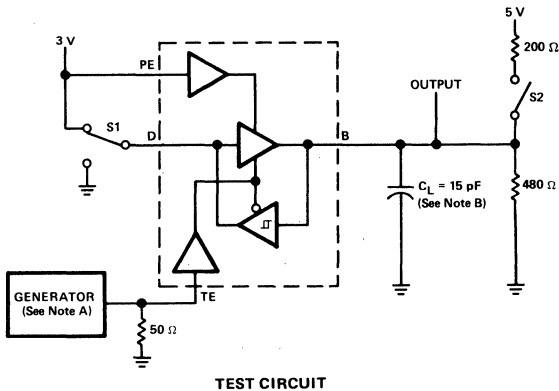 5 V
3 V
200 Ω
PE
OUTPUT
S2
S1
D
B
CL = 15 pF
(See Note B)
480 Ω
GENERATOR
(See Note A)
TE
50 Ω
TEST CIRCUIT